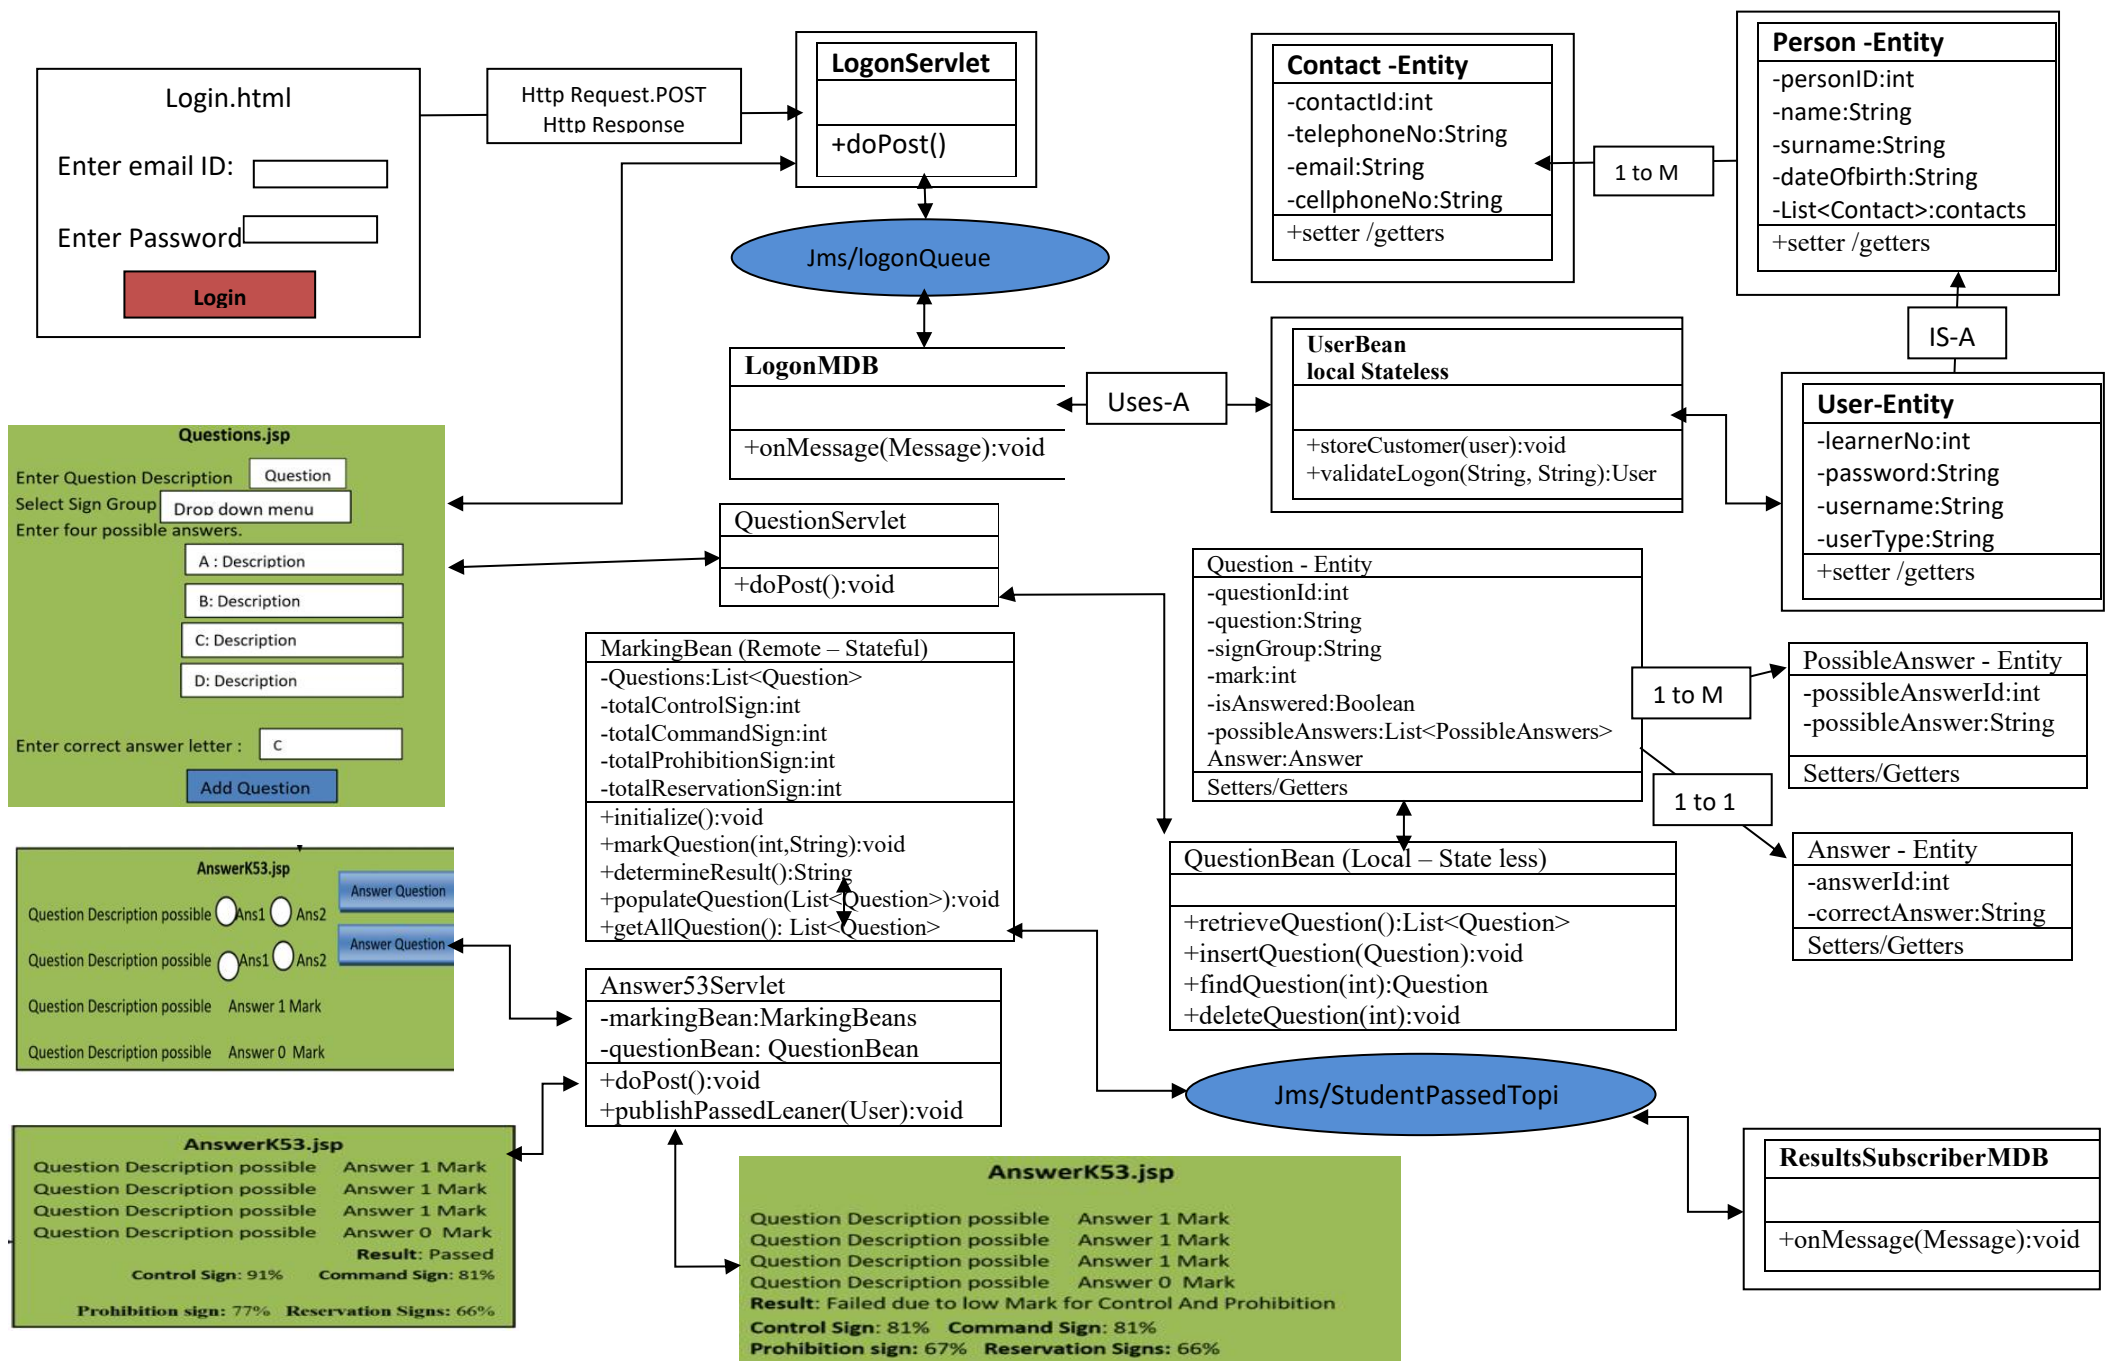 Login.html
Enter email ID:
Enter Password
Login
Http Request.POST
Http Response
LogonServlet
+doPost()
Jms/logonQueue
LogonMDB
+onMessage(Message):void
Uses-A
UserBean
local Stateless
+storeCustomer(user):void
+validateLogon(String, String):User
Contact -Entity
-contactId:int
-telephoneNo:String
-email:String
-cellphoneNo:String
+setter /getters
1 to M
Person -Entity
-personID:int
-name:String
-surname:String
-dateOfbirth:String
-List<Contact>:contacts
+setter /getters
IS-A
User-Entity
-learnerNo:int
-password:String
-username:String
-userType:String
+setter /getters
Questions.jsp
Enter Question Description
Question
Select Sign Group
Drop down menu
Enter four possible answers.
A : Description
B: Description
C: Description
D: Description
Enter correct answer letter :
C
Add Question
QuestionServlet
+doPost():void
MarkingBean (Remote – Stateful)
-Questions:List<Question>
-totalControlSign:int
-totalCommandSign:int
-totalProhibitionSign:int
-totalReservationSign:int
+initialize():void
+markQuestion(int,String):void
+determineResult():String
+populateQuestion(List<Question>):void
+getAllQuestion(): List<Question>
Question - Entity
-questionId:int
-question:String
-signGroup:String
-mark:int
-isAnswered:Boolean
-possibleAnswers:List<PossibleAnswers>
Answer:Answer
Setters/Getters
1 to M
PossibleAnswer - Entity
-possibleAnswerId:int
-possibleAnswer:String
Setters/Getters
1 to 1
Answer - Entity
-answerId:int
-correctAnswer:String
Setters/Getters
QuestionBean (Local – State less)
+retrieveQuestion():List<Question>
+insertQuestion(Question):void
+findQuestion(int):Question
+deleteQuestion(int):void
AnswerK53.jsp
Answer Question
Question Description possible Ans1 Ans2
Answer Question
Question Description possible Ans1 Ans2
Question Description possible Answer 1 Mark
Question Description possible Answer 0 Mark
Answer53Servlet
-markingBean:MarkingBeans
-questionBean: QuestionBean
+doPost():void
+publishPassedLeaner(User):void
Jms/StudentPassedTopi
ResultsSubscriberMDB
+onMessage(Message):void
AnswerK53.jsp
Question Description possible Answer 1 Mark
Question Description possible Answer 1 Mark
Question Description possible Answer 1 Mark
Question Description possible Answer 0 Mark
Result: Passed
Control Sign: 91% Command Sign: 81%
Prohibition sign: 77% Reservation Signs: 66%
AnswerK53.jsp
Question Description possible Answer 1 Mark
Question Description possible Answer 1 Mark
Question Description possible Answer 1 Mark
Question Description possible Answer 0 Mark
Result: Failed due to low Mark for Control And Prohibition
Control Sign: 81% Command Sign: 81%
Prohibition sign: 67% Reservation Signs: 66%